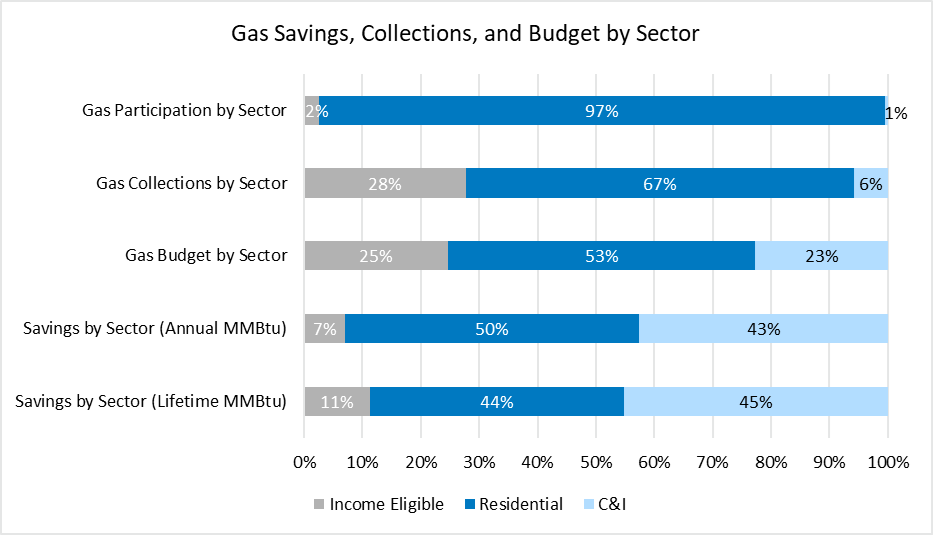 Gas Savings, Collections, and Budget by Sector
Gas Participation by Sector 2% 97% 1%
Gas Collections by Sector 28% 67% 6%
Gas Budget by Sector 25% 53% 23%
Savings by Sector (Annual MMBtu) 7% 50% 43%
Savings by Sector (Lifetime MMBtu) 11% 44% 45%
0% 10% 20% 30% 40% 50% 60% 70% 80% 90% 100%
Income Eligible Residential C&I